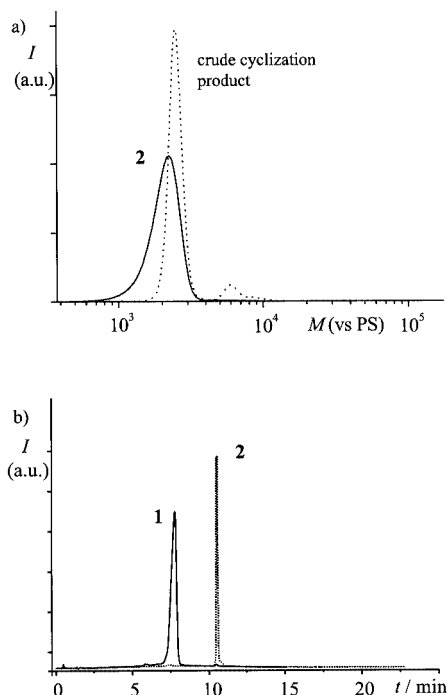 a)
I
(a.u.)
crude cyclization
product
2
10³ 10⁴ M (vs PS) 10⁵
b)
I
(a.u.)
2
1
0 5 10 15 20 t / min